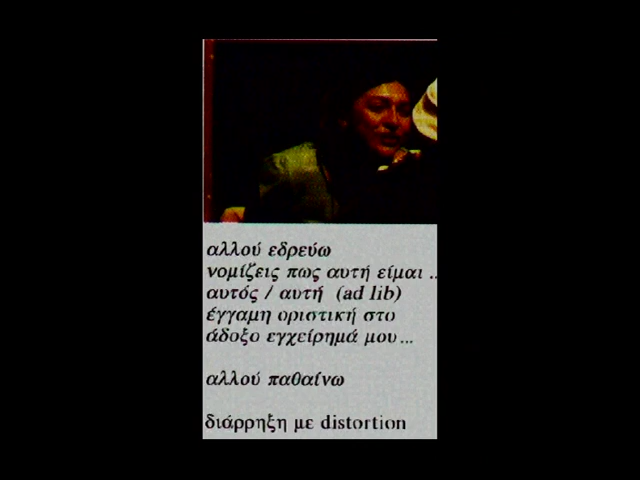 αλλού εδρεύω
νομίζεις πως αυτή είμαι ..
αυτός / αυτή (ad lib)
έγγαμη οριστική στο
άδοξο εγχείρημά μου...
αλλού παθαίνω
διάρρηξη με distortion